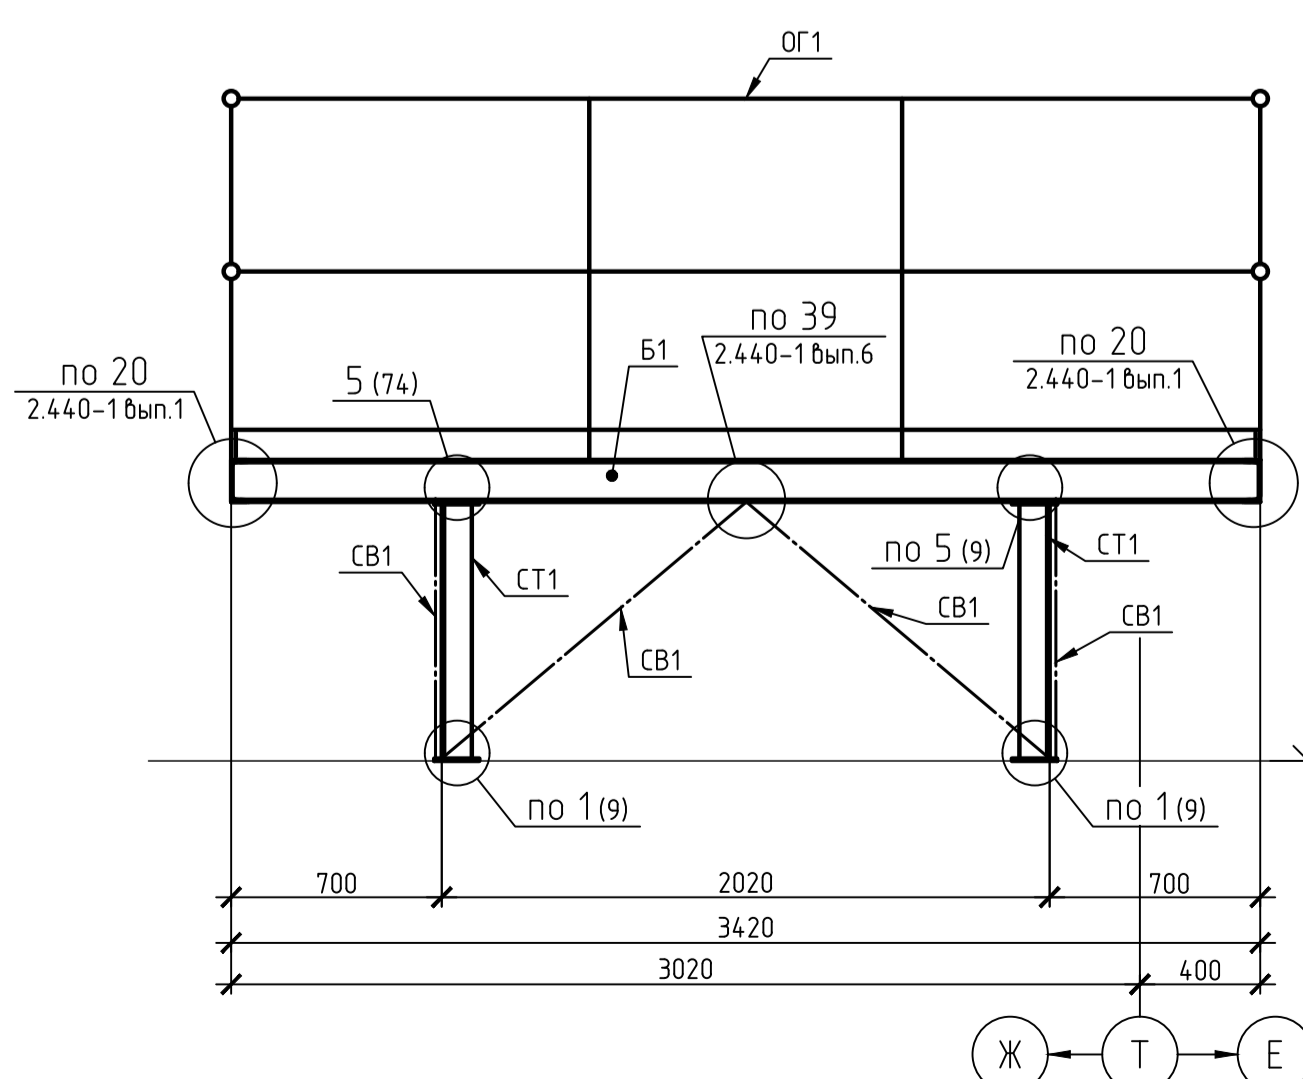 ОГ1
по 39
2.440-1 вып.6
Б1
по 20
2.440-1 вып.1
по 20
2.440-1 вып.1
5 (74)
СВ1
СТ1
по 5 (9)
СТ1
СВ1
СВ1
СВ1
по 1 (9)
по 1 (9)
700
2020
700
3420
3020
400
Ж
Т
Е